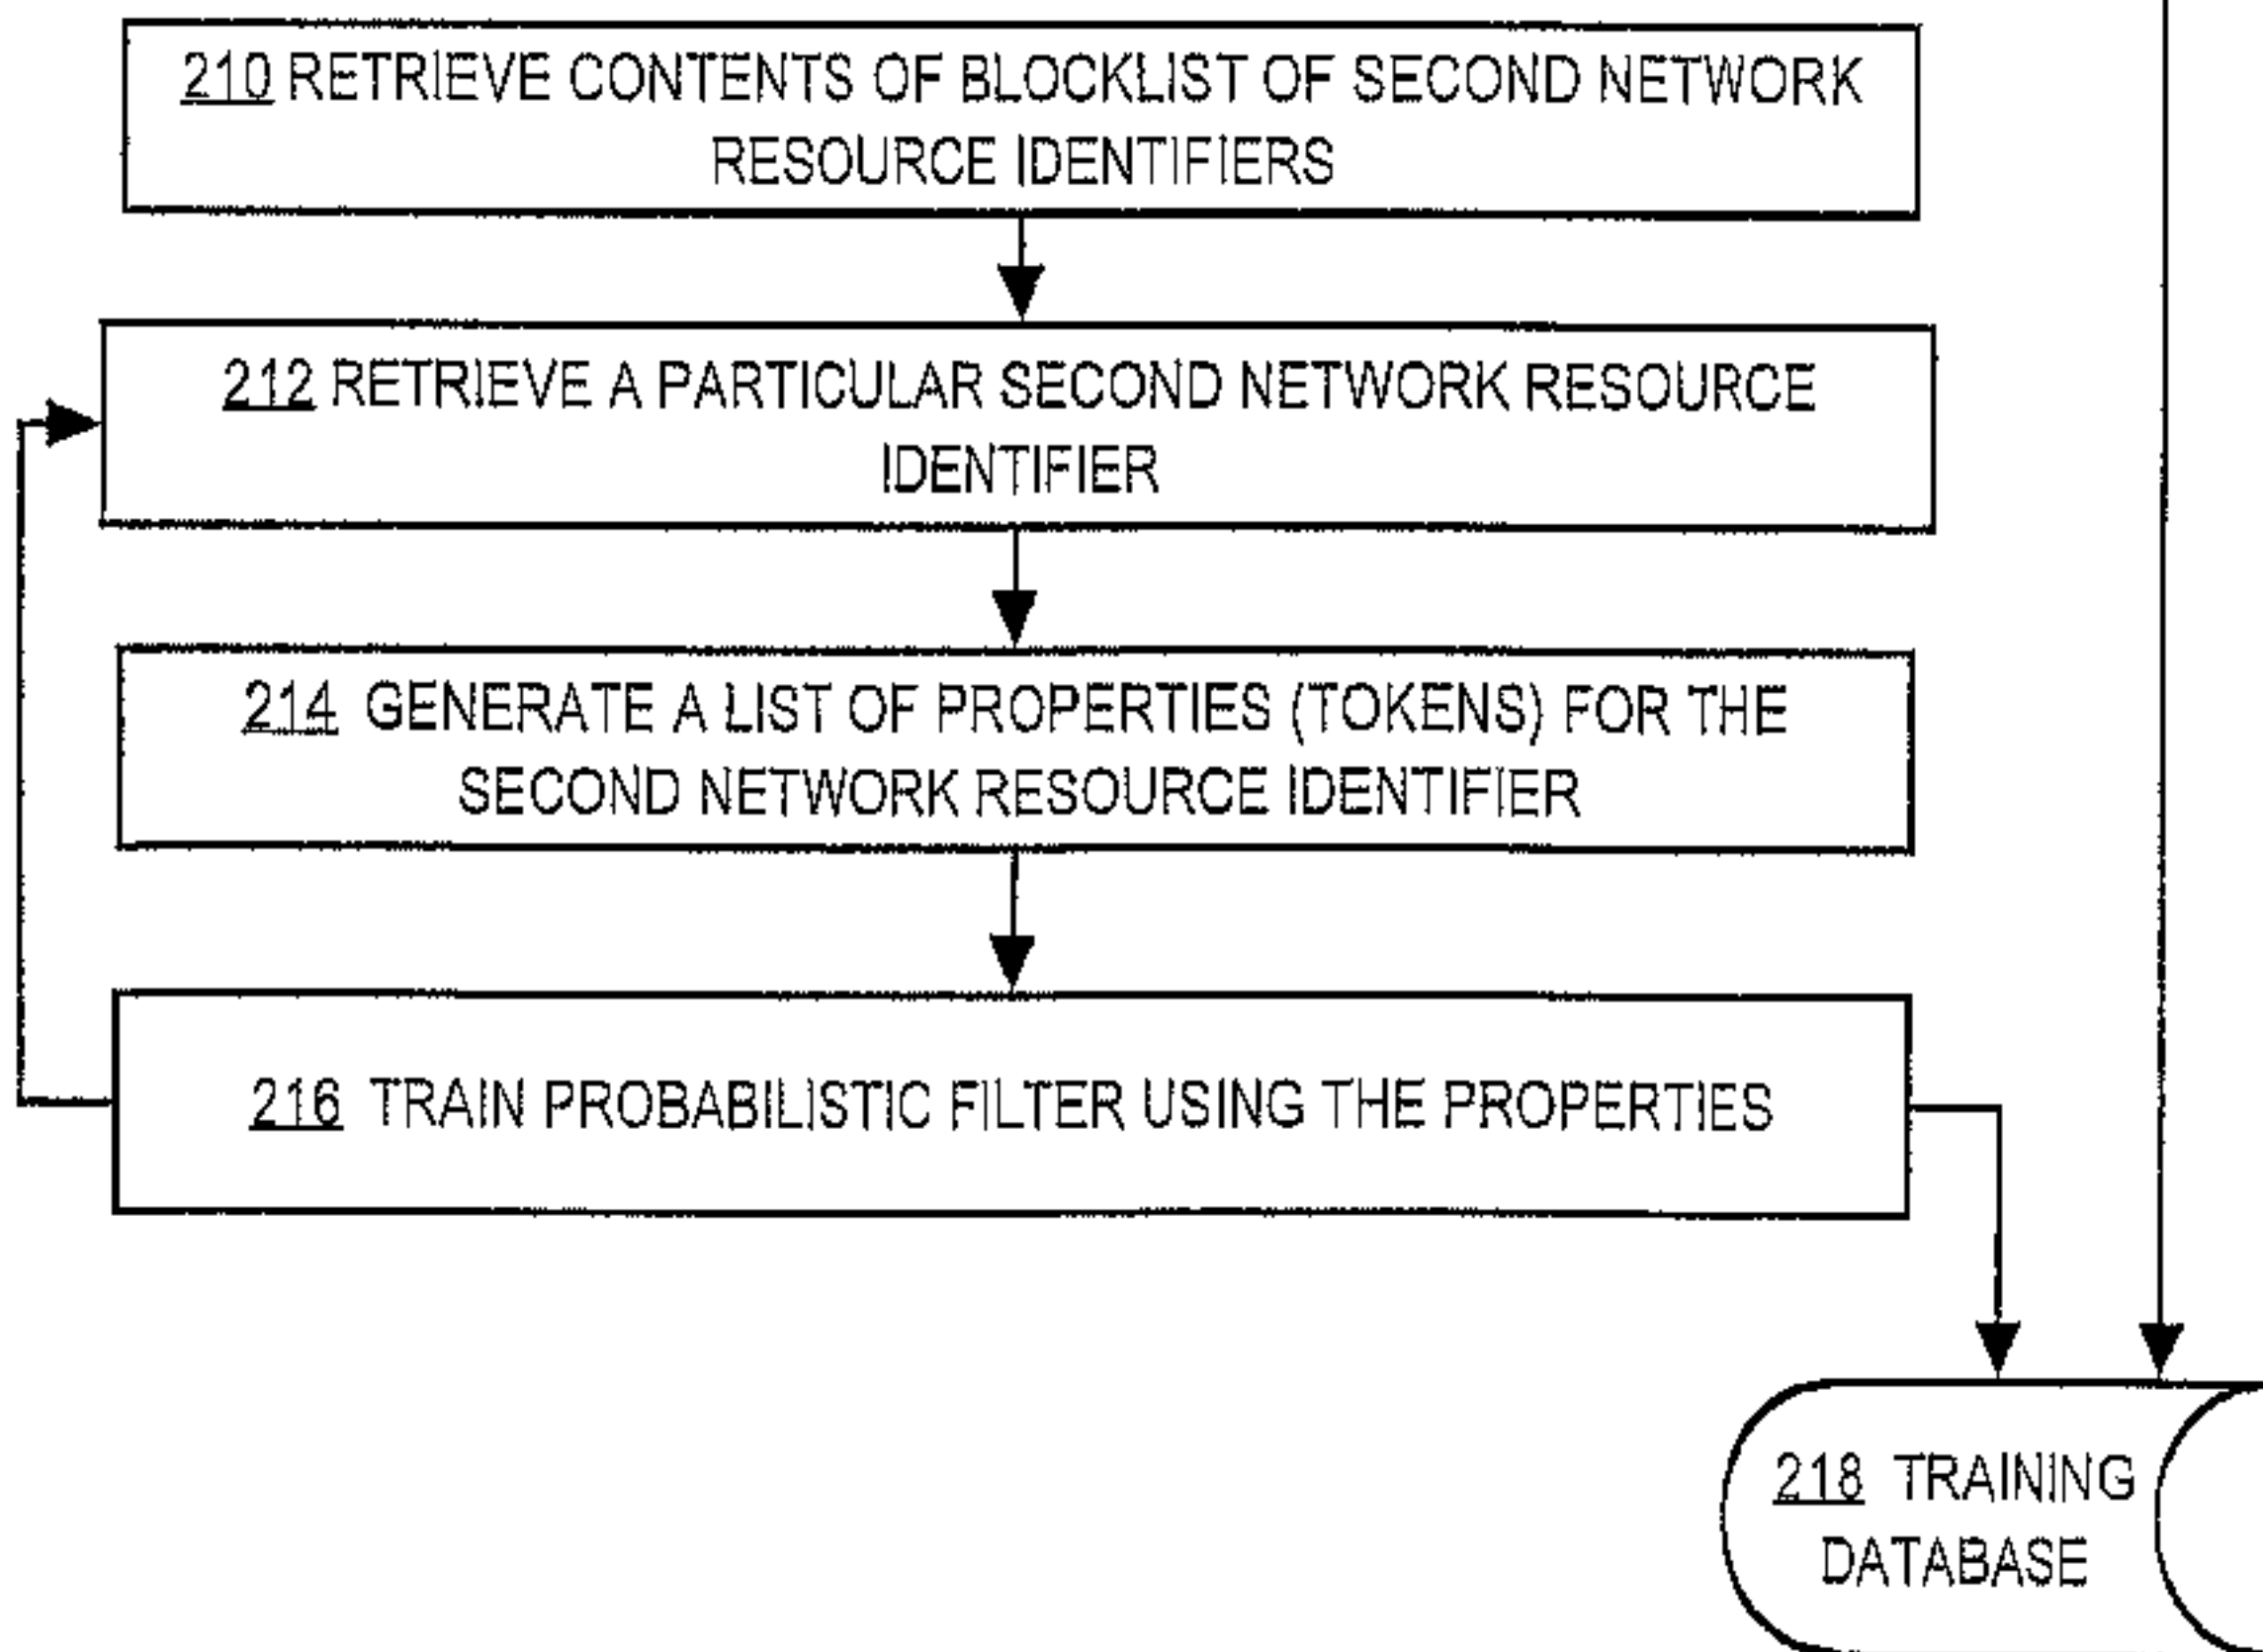 210 RETRIEVE CONTENTS OF BLOCKLIST OF SECOND NETWORK
RESOURCE IDENTIFIERS
212 RETRIEVE A PARTICULAR SECOND NETWORK RESOURCE
IDENTIFIER
214 GENERATE A LIST OF PROPERTIES (TOKENS) FOR THE
SECOND NETWORK RESOURCE IDENTIFIER
216 TRAIN PROBABILISTIC FILTER USING THE PROPERTIES
218 TRAINING
DATABASE